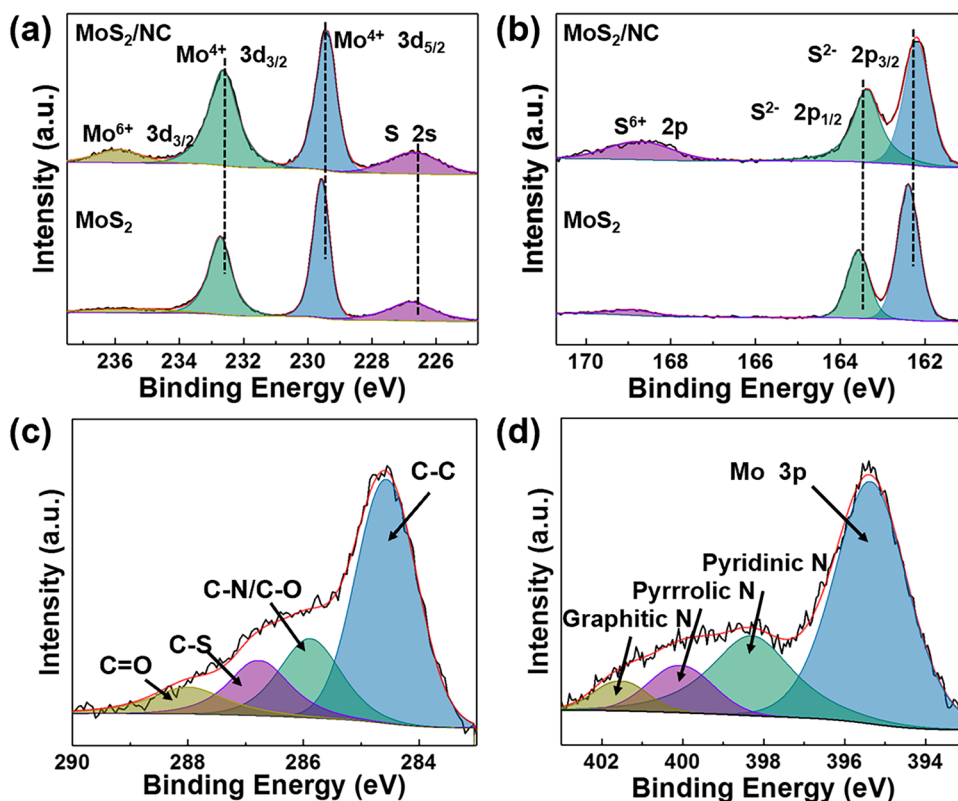 (a)
MoS₂/NC
Mo⁴⁺ 3d₃/₂
Mo⁴⁺ 3d₅/₂
Mo⁶⁺ 3d₃/₂
S 2s
MoS₂
Intensity (a.u.)
236 234 232 230 228 226
Binding Energy (eV)
(b)
MoS₂/NC
S²⁻ 2p₃/₂
S²⁻ 2p₁/₂
S⁶⁺ 2p
MoS₂
Intensity (a.u.)
170 168 166 164 162
Binding Energy (eV)
(c)
C-C
C-N/C-O
C-S
C=O
Intensity (a.u.)
290 288 286 284
Binding Energy (eV)
(d)
Mo 3p
Pyridinic N
Pyrrrolic N
Graphitic N
Intensity (a.u.)
402 400 398 396 394
Binding Energy (eV)